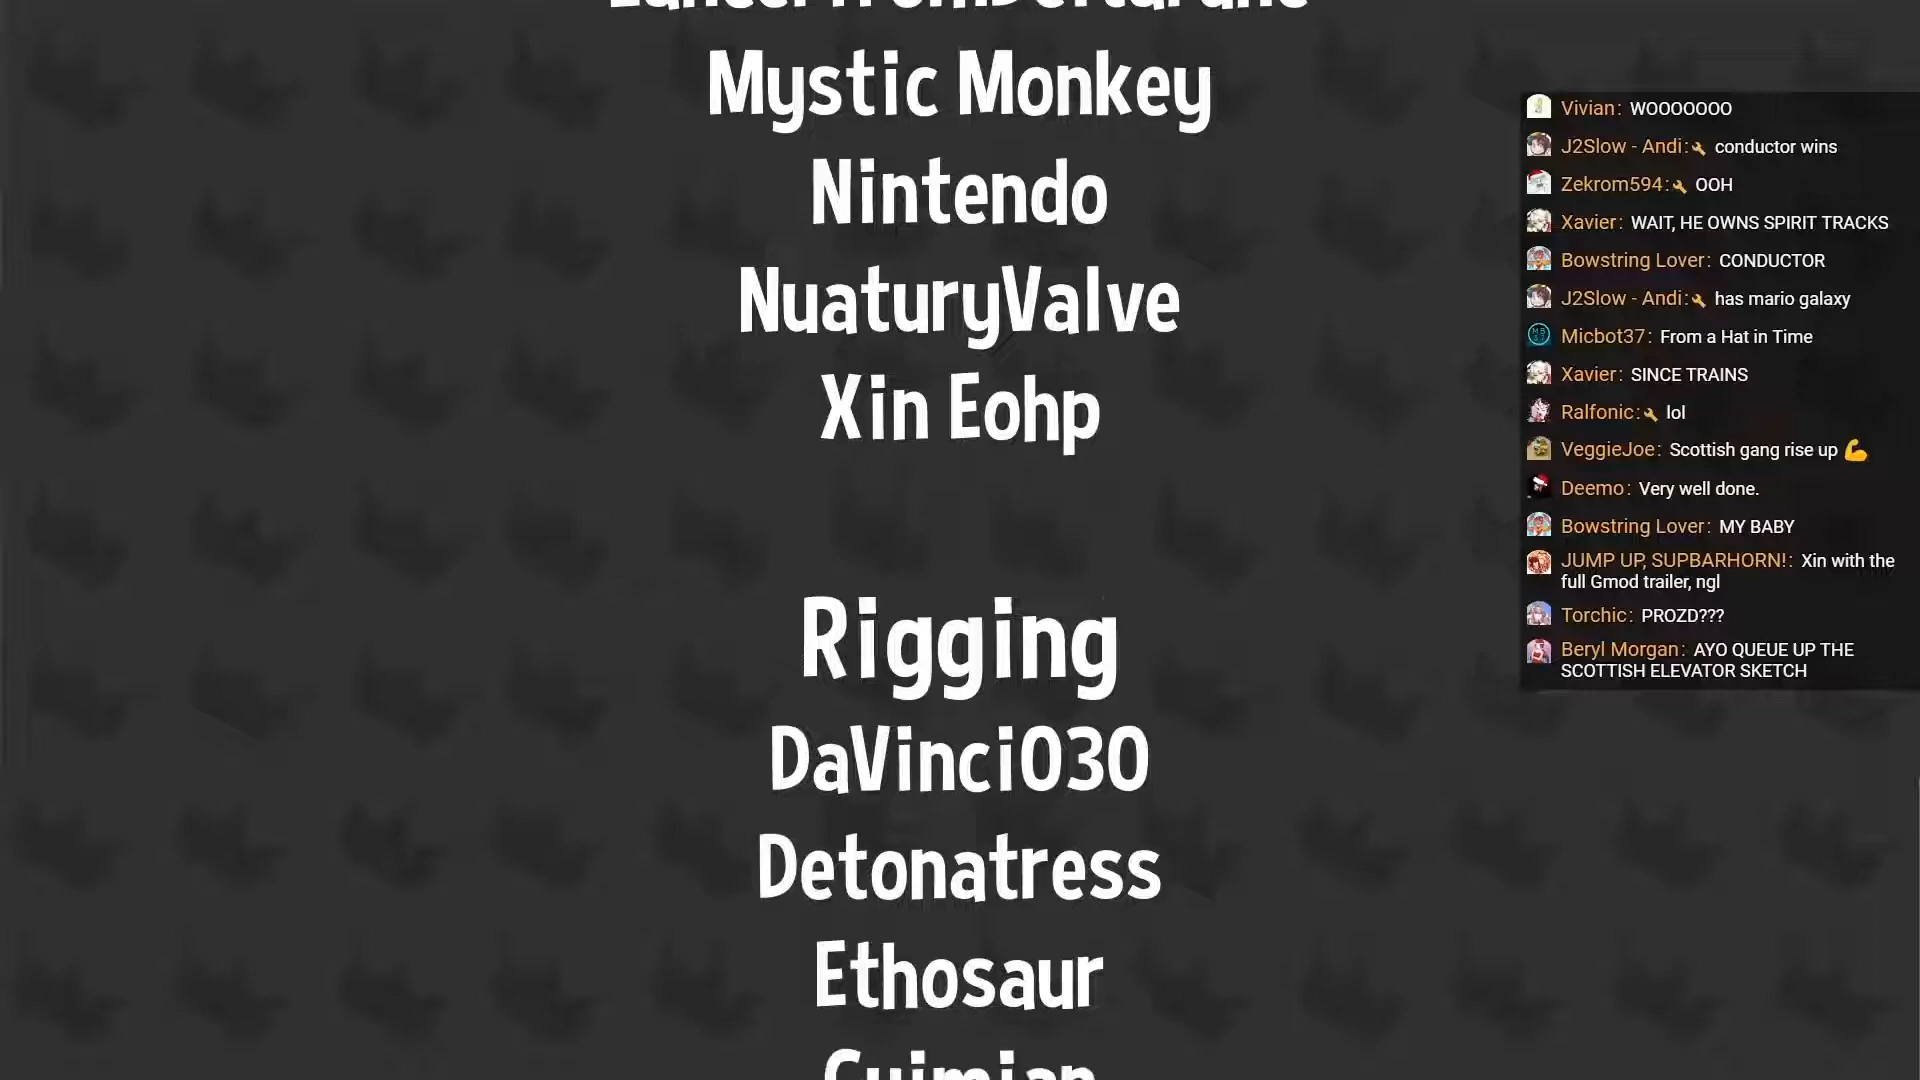 LancerFromDeltarune
Mystic Monkey
Nintendo
NuaturyValve
Xin Eohp
Rigging
DaVinci030
Detonatress
Ethosaur
Vivian: WOOOOOOO
J2Slow - Andi: conductor wins
Zekrom594: OOH
Xavier: WAIT, HE OWNS SPIRIT TRACKS
Bowstring Lover: CONDUCTOR
J2Slow - Andi: has mario galaxy
Micbot37: From a Hat in Time
Xavier: SINCE TRAINS
Ralfonic: lol
VeggieJoe: Scottish gang rise up 💪
Deemo: Very well done.
Bowstring Lover: MY BABY
JUMP UP, SUPBARHORN!: Xin with the
full Gmod trailer, ngl
Torchic: PROZD???
Beryl Morgan: AYO QUEUE UP THE
SCOTTISH ELEVATOR SKETCH